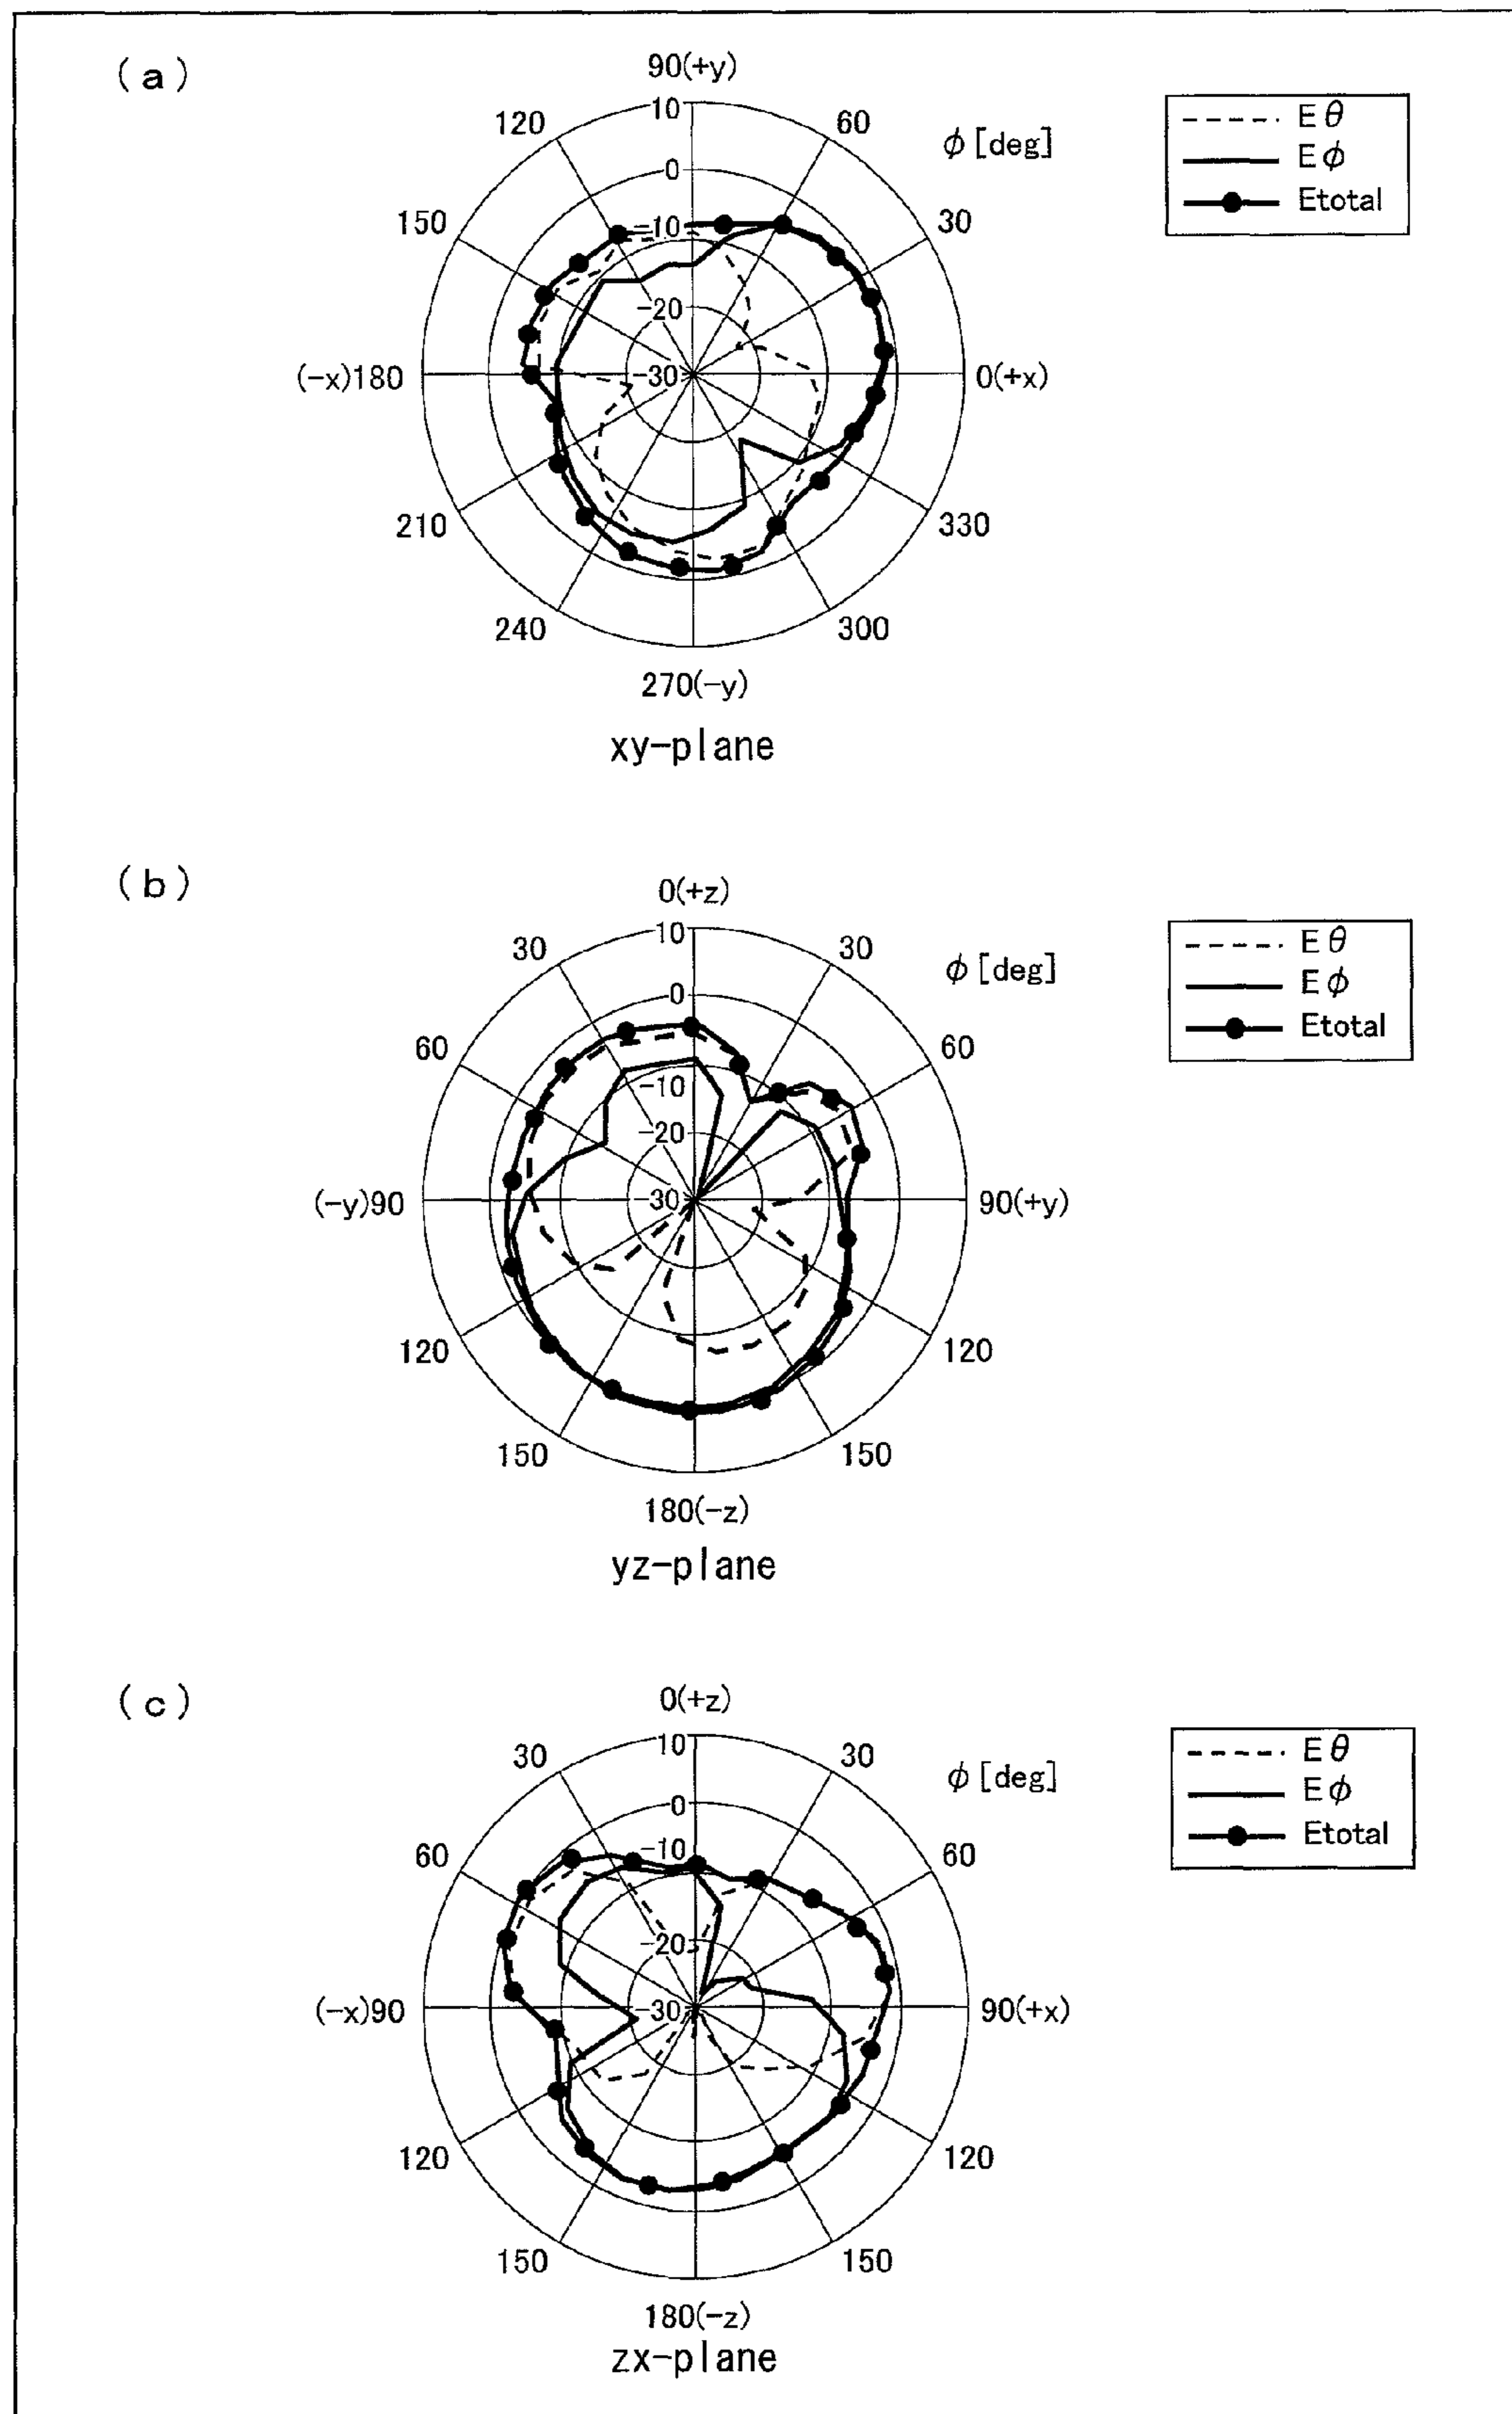 (a)
90(+y)
10
120
60
φ[deg]
Eθ
Eφ
Etotal
0
150
30
-10
-20
(-x)180
-30
0(+x)
210
330
240
300
270(-y)
xy-plane
(b)
0(+z)
10
30
30
φ[deg]
Eθ
Eφ
Etotal
0
60
60
-10
-20
(-y)90
-30
90(+y)
120
120
150
150
180(-z)
yz-plane
(c)
0(+z)
10
30
30
φ[deg]
Eθ
Eφ
Etotal
0
60
60
-10
-20
(-x)90
-30
90(+x)
120
120
150
150
180(-z)
zx-plane